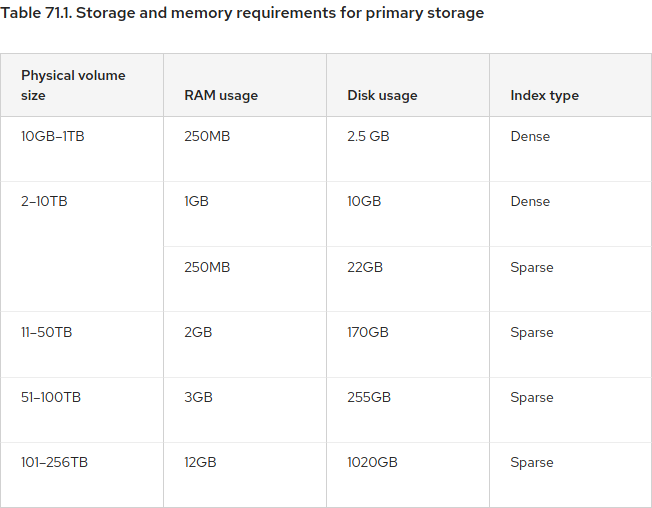 Table 71.1. Storage and memory requirements for primary storage
Physical volume
size
RAM usage
Disk usage
Index type
10GB–1TB
250MB
2.5 GB
Dense
2–10TB
1GB
10GB
Dense
250MB
22GB
Sparse
11–50TB
2GB
170GB
Sparse
51–100TB
3GB
255GB
Sparse
101–256TB
12GB
1020GB
Sparse